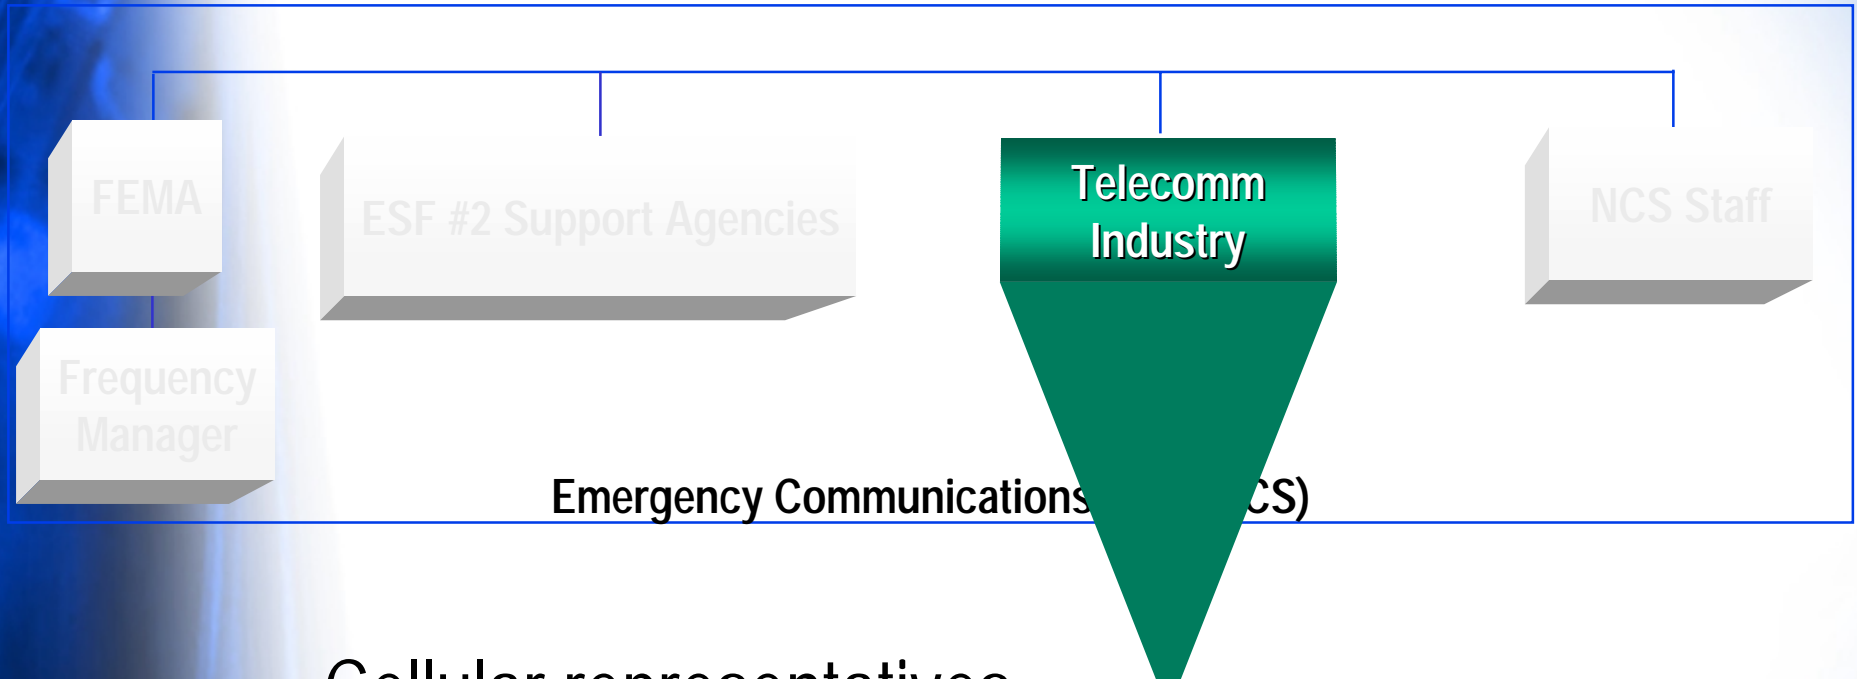 FEMA
ESF #2 Support Agencies
Telecomm
Industry
NCS Staff
Frequency
Manager
Emergency Communications CS)
Cellular representatives